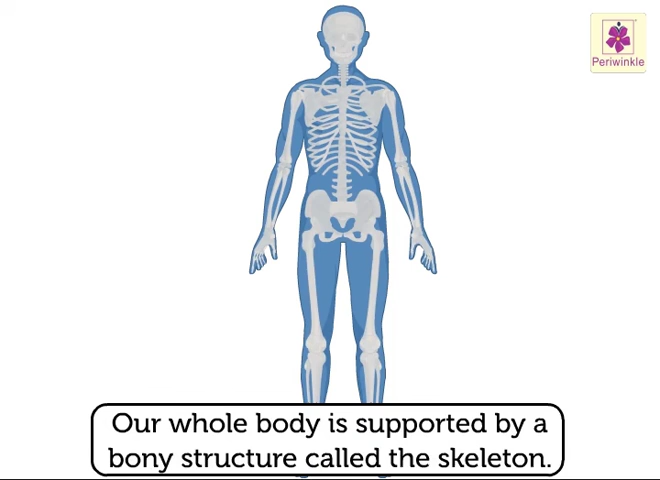 Periwinkle
Our whole body is supported by a
bony structure called the skeleton.